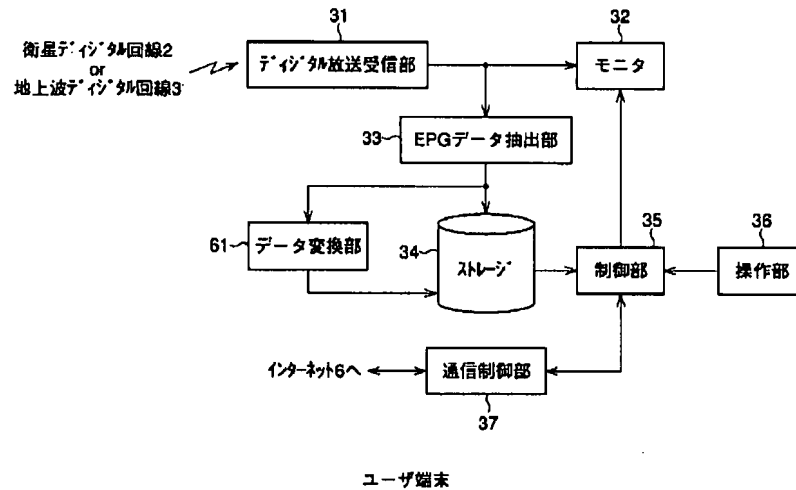 31
32
衛星ディジタル回線2
or
地上波ディジタル回線3
ディジタル放送受信部
モニタ
33
EPGデータ抽出部
61
データ変換部
34
ストレージ
35
制御部
36
操作部
インターネット6へ
通信制御部
37
ユーザ端末